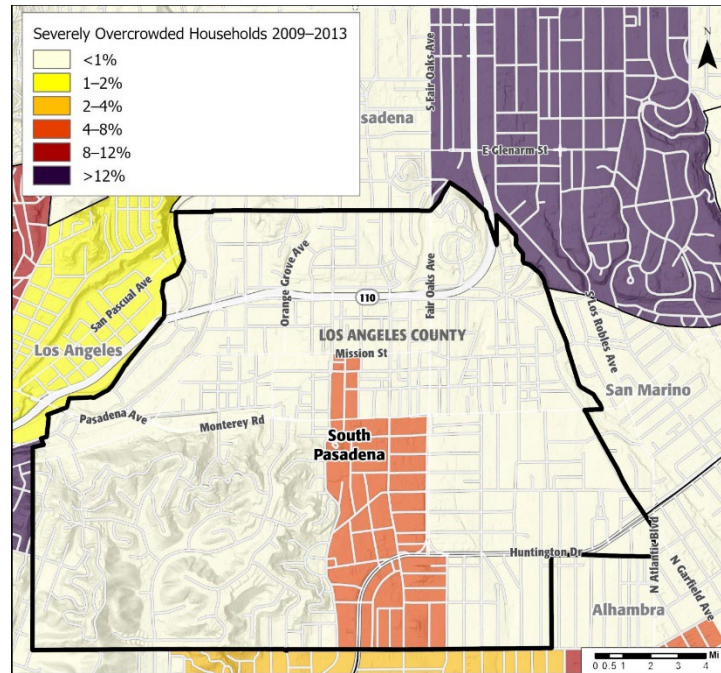 Severely Overcrowded Households 2009–2013
<1%
1–2%
2–4%
4–8%
8–12%
>12%
N
S Fair Oaks Ave
sadena
E Glenarm St
San Pascual Ave
Orange Grove Ave
Fair Oaks Ave
110
Los Angeles
LOS ANGELES COUNTY
Mission St
S Los Robles Ave
San Marino
Pasadena Ave
Monterey Rd
South
Pasadena
Huntington Dr
N Atlantic Blvd
N Garfield Ave
Alhambra
Mi
0 0.5 1 2 3 4